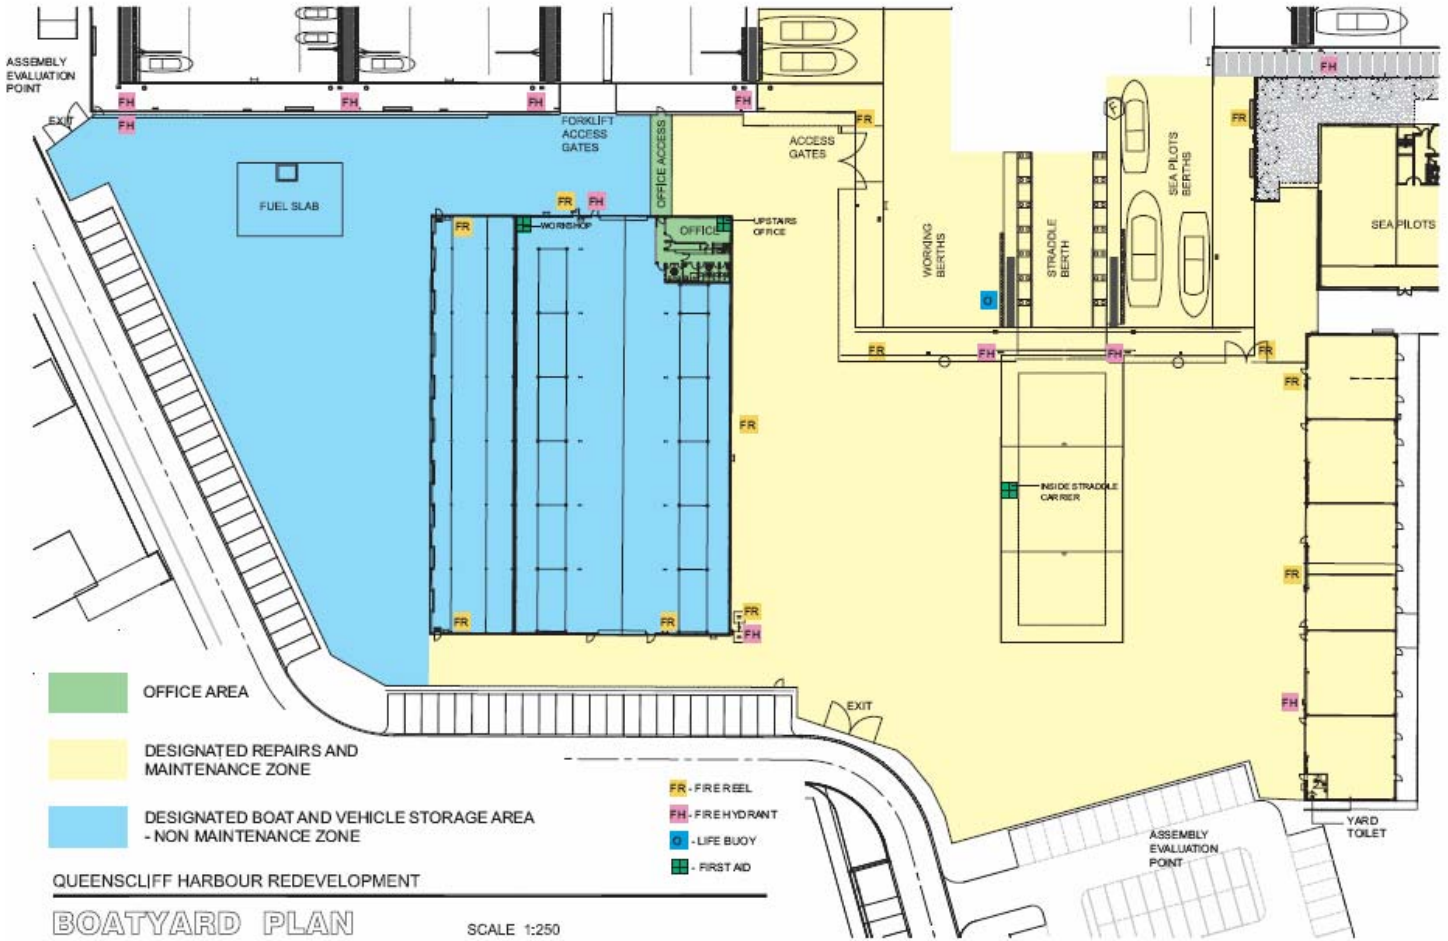 ASSEMBLY
EVALUATION
POINT
EXIT
FH
FH
FH
FH
FH
FH
FORKLIFT
ACCESS
GATES
OFFICE ACCESS
ACCESS
GATES
FR
FR
FH
SEA PILOTS
BERTHS
SEA PILOTS
FUEL SLAB
FR
FH
FR
WORKSHOP
OFFICE
UPSTAIRS
OFFICE
WORKING
BERTHS
STRADDLE
BERTH
O
FR
FH
FH
FR
FR
FR
INSIDE STRADDLE
CARRIER
FR
FR
FR
FR
FH
FH
EXIT
OFFICE AREA
DESIGNATED REPAIRS AND
MAINTENANCE ZONE
DESIGNATED BOAT AND VEHICLE STORAGE AREA
- NON MAINTENANCE ZONE
FR - FIRE REEL
FH - FIRE HYDRANT
O - LIFE BUOY
- FIRST AID
ASSEMBLY
EVALUATION
POINT
YARD
TOILET
QUEENSCLIFF HARBOUR REDEVELOPMENT
BOATYARD PLAN
SCALE 1:250